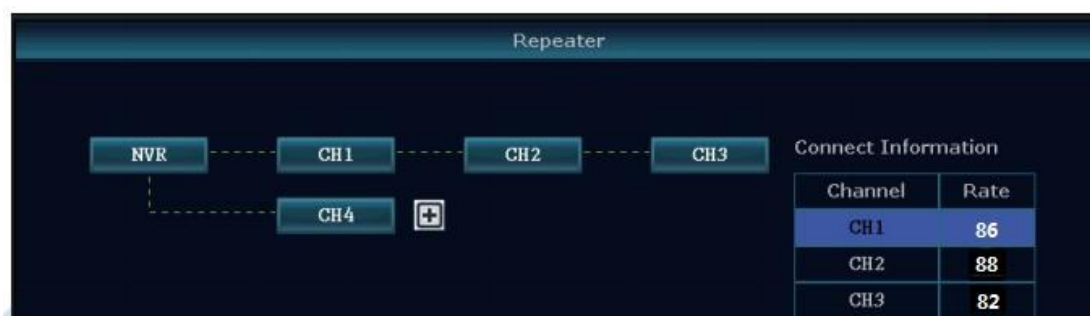 Repeater
NVR CH1 CH2 CH3
CH4
Connect Information
Channel Rate
CH1 86
CH2 88
CH3 82